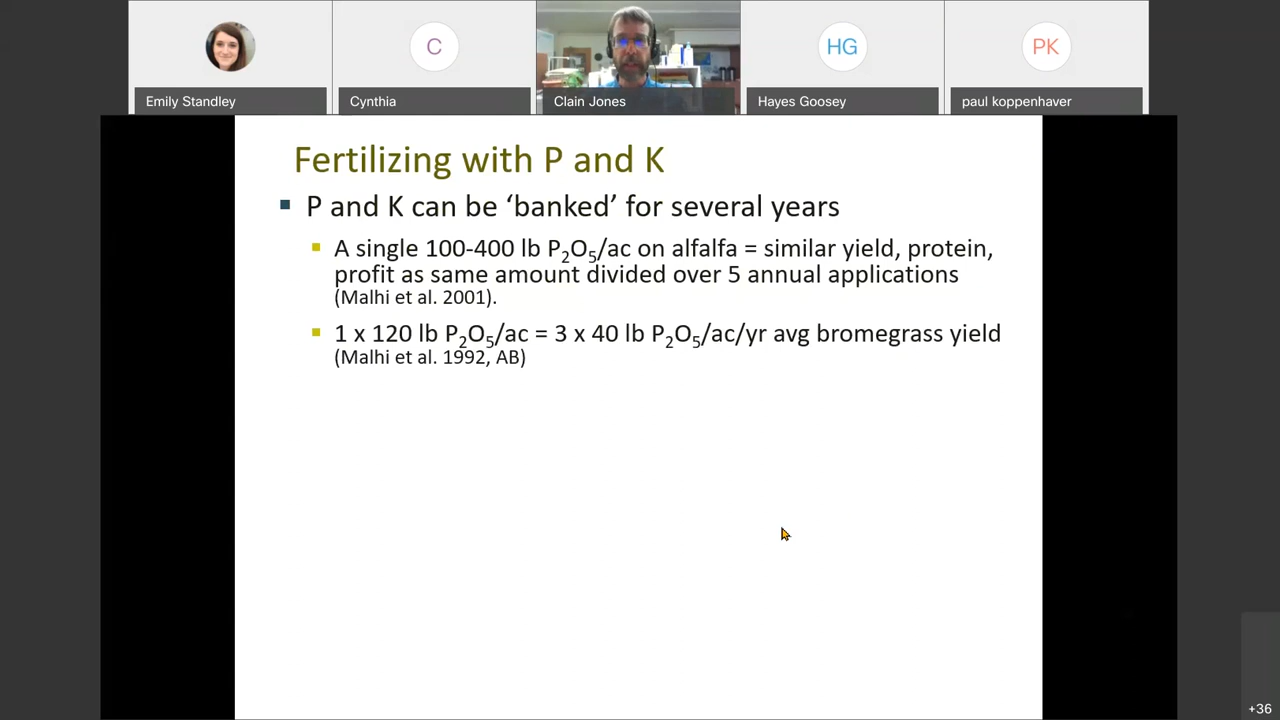 Emily Standley
C
Cynthia
Clain Jones
HG
Hayes Goosey
PK
paul koppenhaver
Fertilizing with P and K
P and K can be ‘banked’ for several years
A single 100-400 lb P₂O₅/ac on alfalfa = similar yield, protein,
profit as same amount divided over 5 annual applications
(Malhi et al. 2001).
1 x 120 lb P₂O₅/ac = 3 x 40 lb P₂O₅/ac/yr avg bromegrass yield
(Malhi et al. 1992, AB)
+36